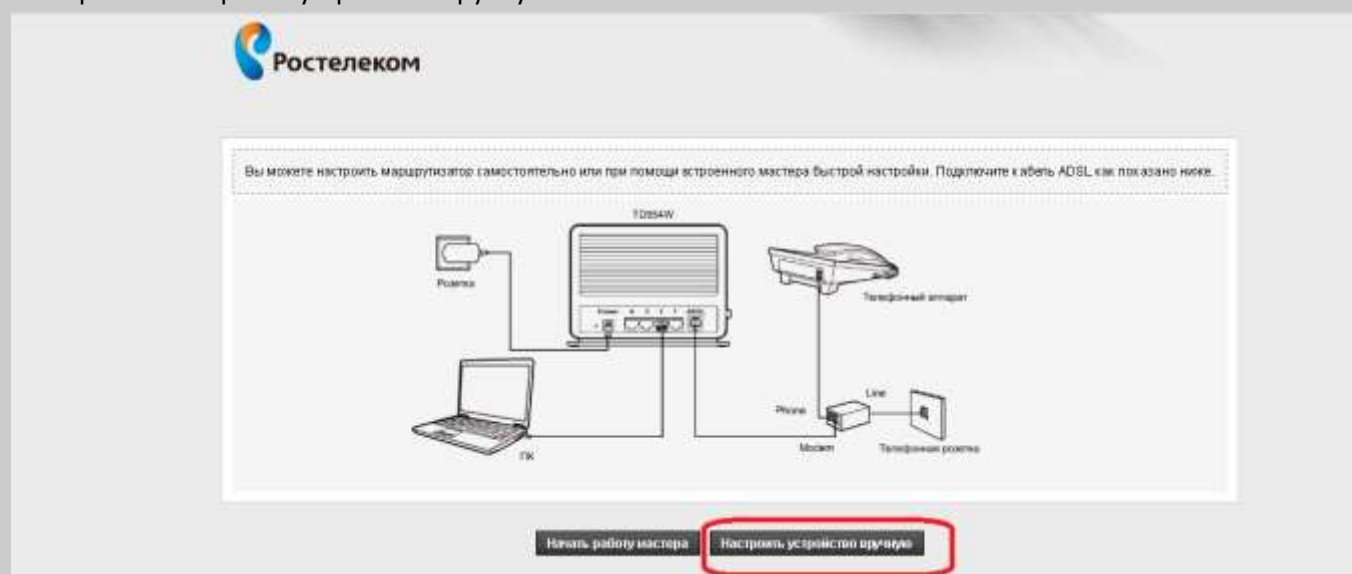 Ростелеком
Вы можете настроить маршрутизатор самостоятельно или при помощи встроенного мастера быстрой настройки. Подключите кабель ADSL как показано ниже.
Розетка
Телефонный аппарат
Line
Phone
Modem
Телефонная розетка
ПК
Начать работу мастера
Настроить устройство вручную